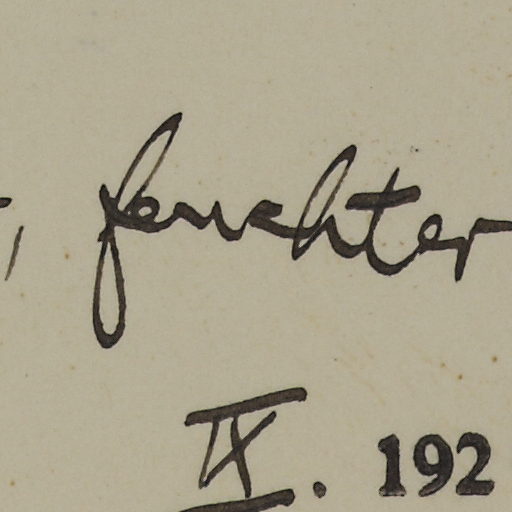 , feuchter
IX. 192